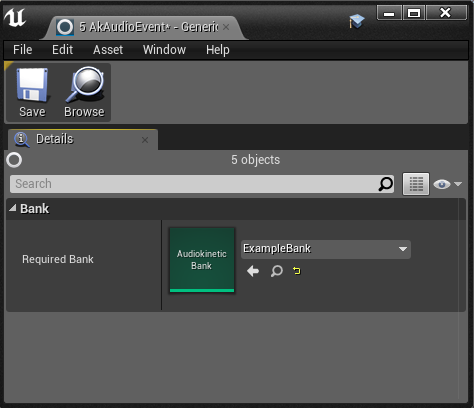 5 AkAudioEvent* - Generic
File Edit Asset Window Help
Save Browse
Details
5 objects
Search
Bank
Required Bank
Audiokinetic
Bank
ExampleBank